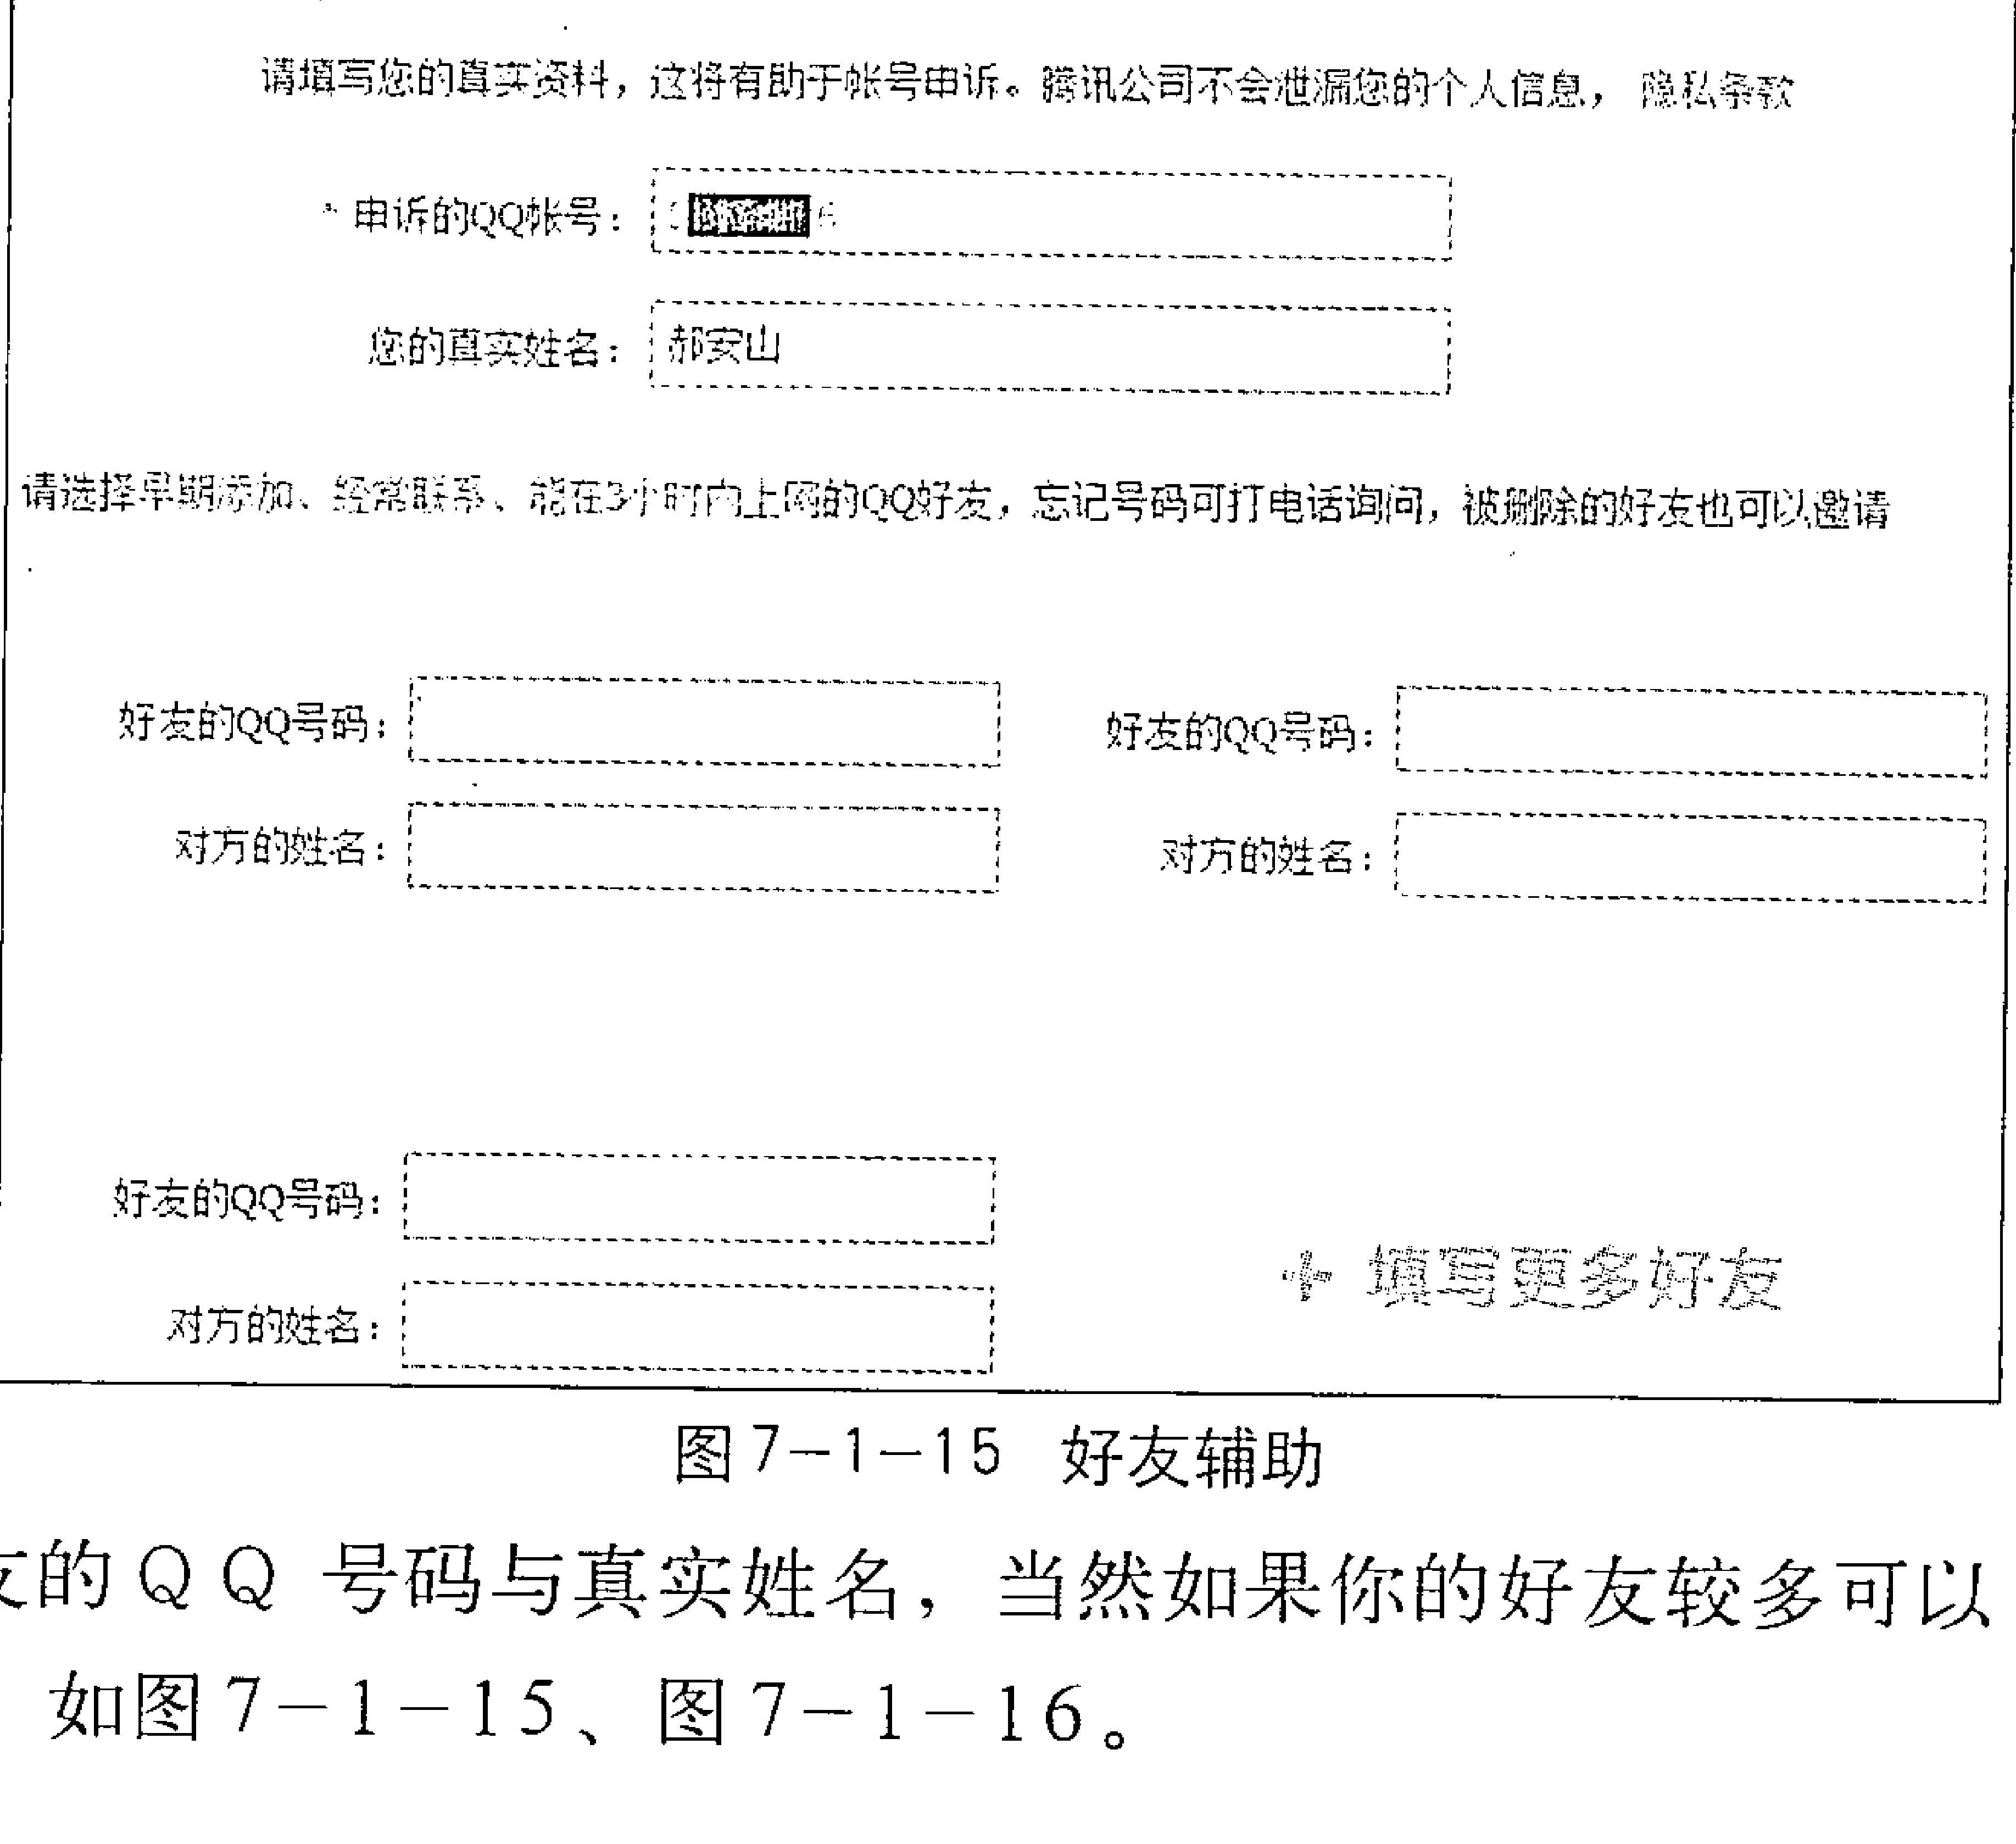 请填写您的真实资料，这将有助于帐号申诉。腾讯公司不会泄漏您的个人信息， 隐私条款
* 申诉的QQ帐号：
您的真实姓名： 郝安山
请选择早期添加、经常联系、能在3小时内上网的QQ好友，忘记号码可打电话询问，被删除的好友也可以邀请
。
好友的QQ号码： 好友的QQ号码：
对方的姓名： 对方的姓名：
好友的QQ号码：
+ 填写更多好友
对方的姓名：
图7-1-15 好友辅助
友的QQ 号码与真实姓名，当然如果你的好友较多可以
如图7-1-15、图7-1-16。